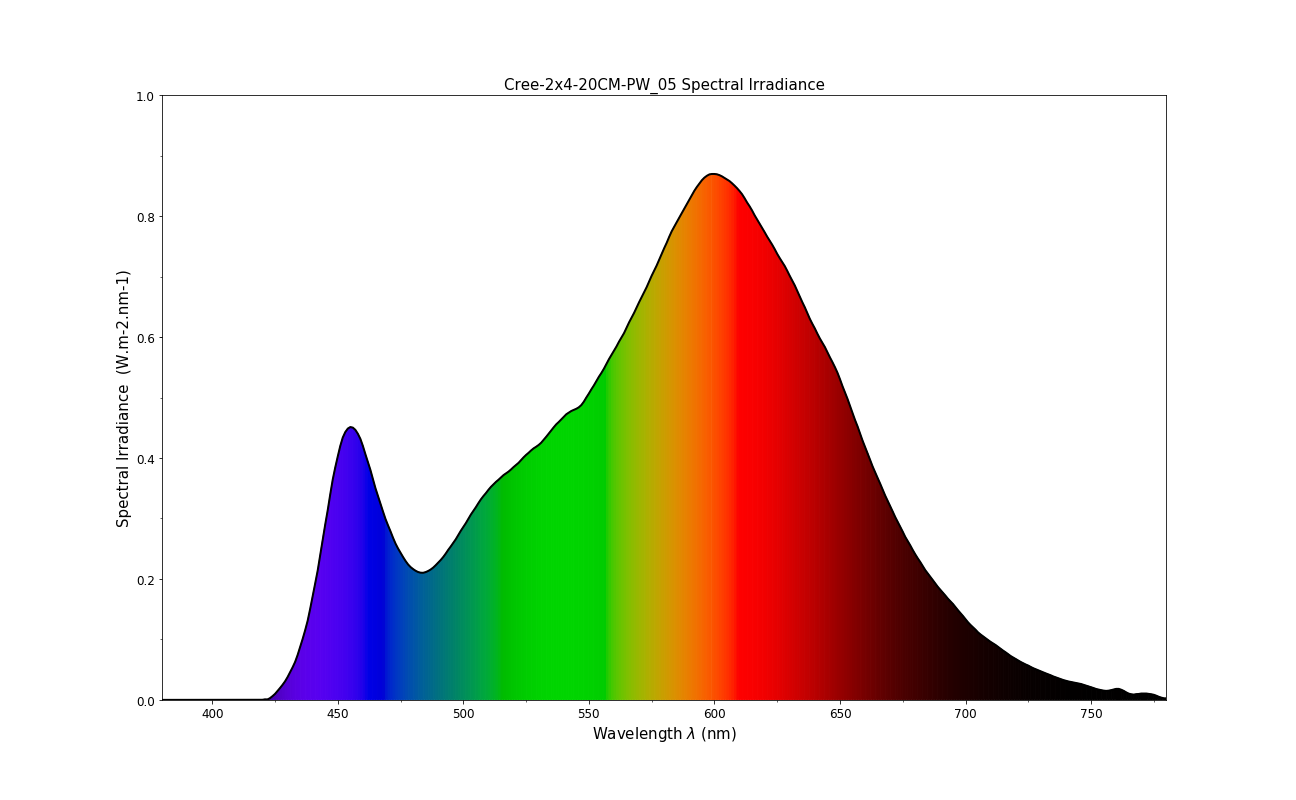 Cree-2x4-20CM-PW_05 Spectral Irradiance
1.0
0.8
0.6
0.4
0.2
0.0
Spectral Irradiance (W.m-2.nm-1)
400 450 500 550 600 650 700 750
Wavelength λ (nm)